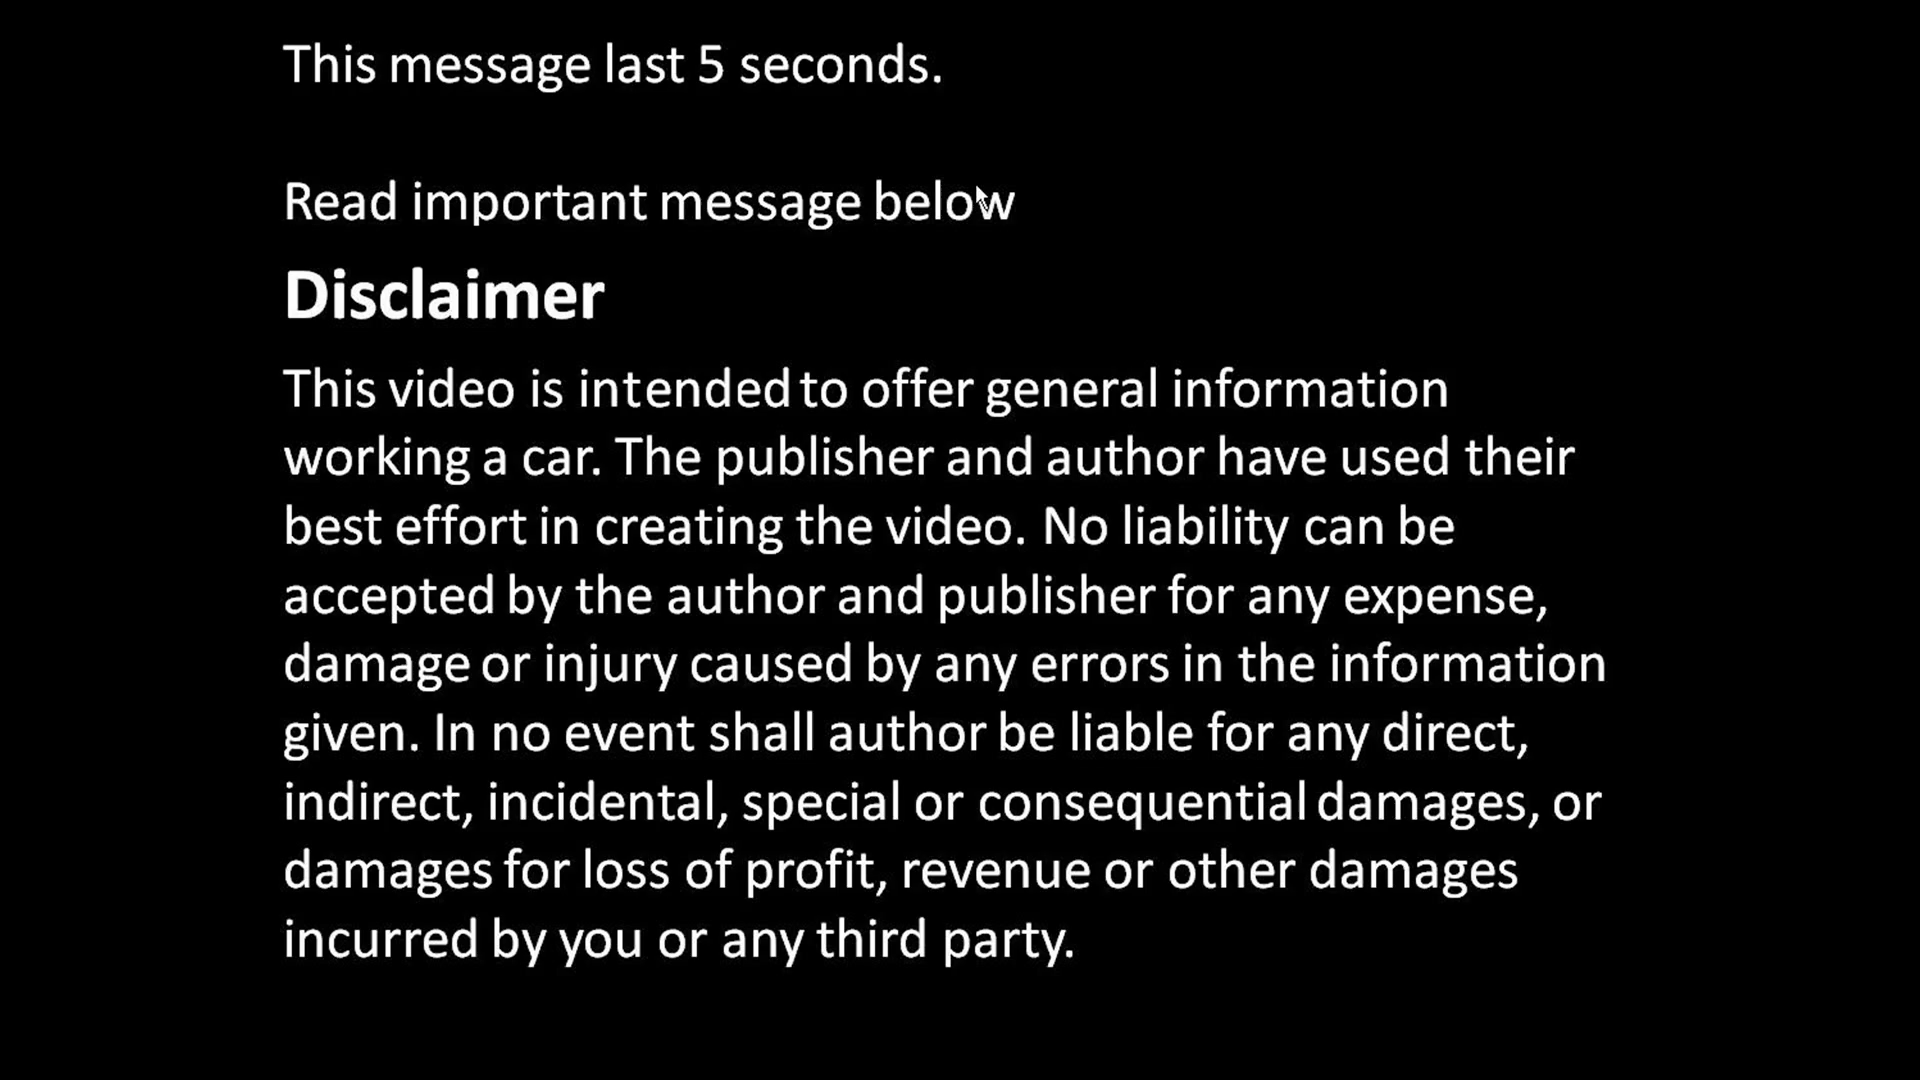 This message last 5 seconds.
Read important message below
Disclaimer
This video is intended to offer general information
working a car. The publisher and author have used their
best effort in creating the video. No liability can be
accepted by the author and publisher for any expense,
damage or injury caused by any errors in the information
given. In no event shall author be liable for any direct,
indirect, incidental, special or consequential damages, or
damages for loss of profit, revenue or other damages
incurred by you or any third party.